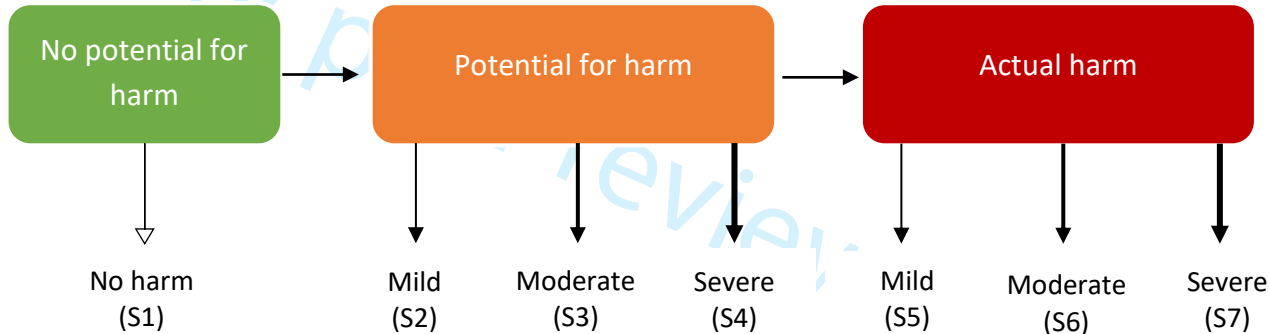 No potential for
harm
Potential for harm
Actual harm
No harm
(S1)
Mild
(S2)
Moderate
(S3)
Severe
(S4)
Mild
(S5)
Moderate
(S6)
Severe
(S7)